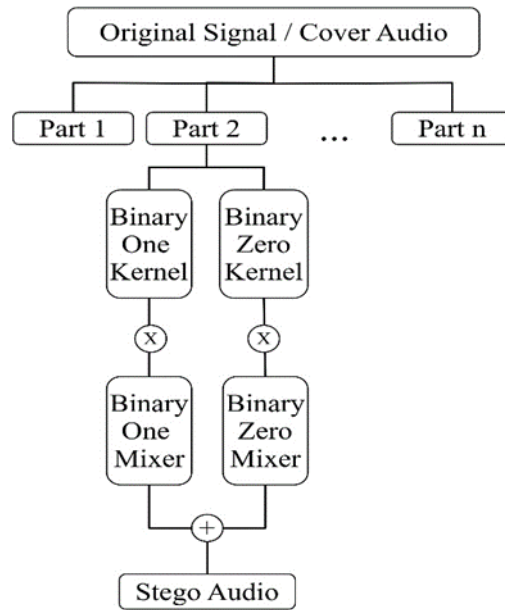 Original Signal / Cover Audio
Part 1
Part 2
...
Part n
Binary
One
Kernel
Binary
Zero
Kernel
X
X
Binary
One
Mixer
Binary
Zero
Mixer
+
Stego Audio